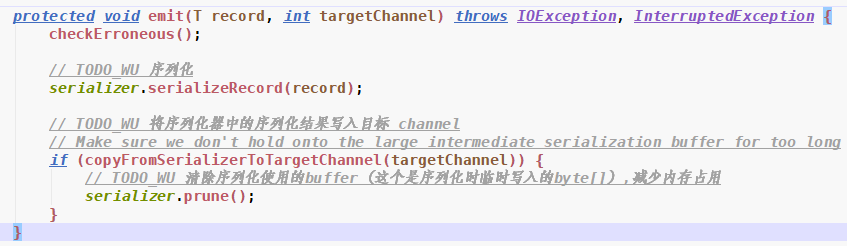 protected void emit(T record, int targetChannel) throws IOException, InterruptedException {
checkErroneous();
// TODO_WU 序列化
serializer.serializeRecord(record);
// TODO_WU 将序列化器中的序列化结果写入目标 channel
// Make sure we don't hold onto the large intermediate serialization buffer for too long
if (copyFromSerializerToTargetChannel(targetChannel)) {
// TODO_WU 清除序列化使用的buffer (这个是序列化时临时写入的byte[]),减少内存占用
serializer.prune();
}
}